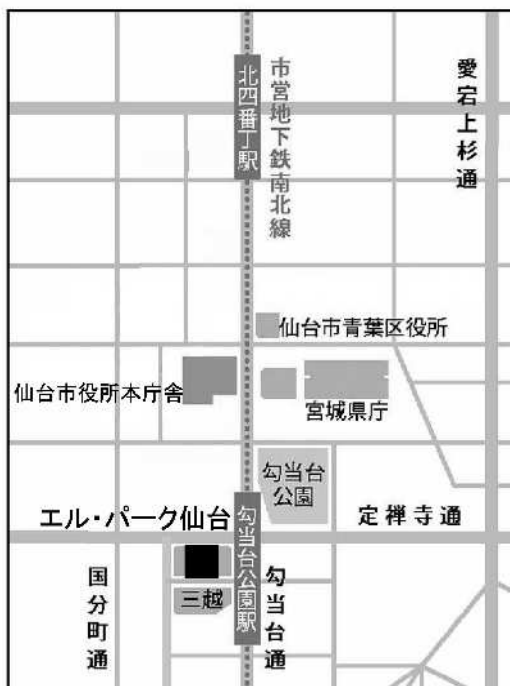 北四番丁駅
市営地下鉄南北線
愛宕上杉通
仙台市青葉区役所
仙台市役所本庁舎
宮城県庁
勾当台
公園
エル・パーク仙台
勾当台公園駅
定禅寺通
国分町通
三越
勾当台通